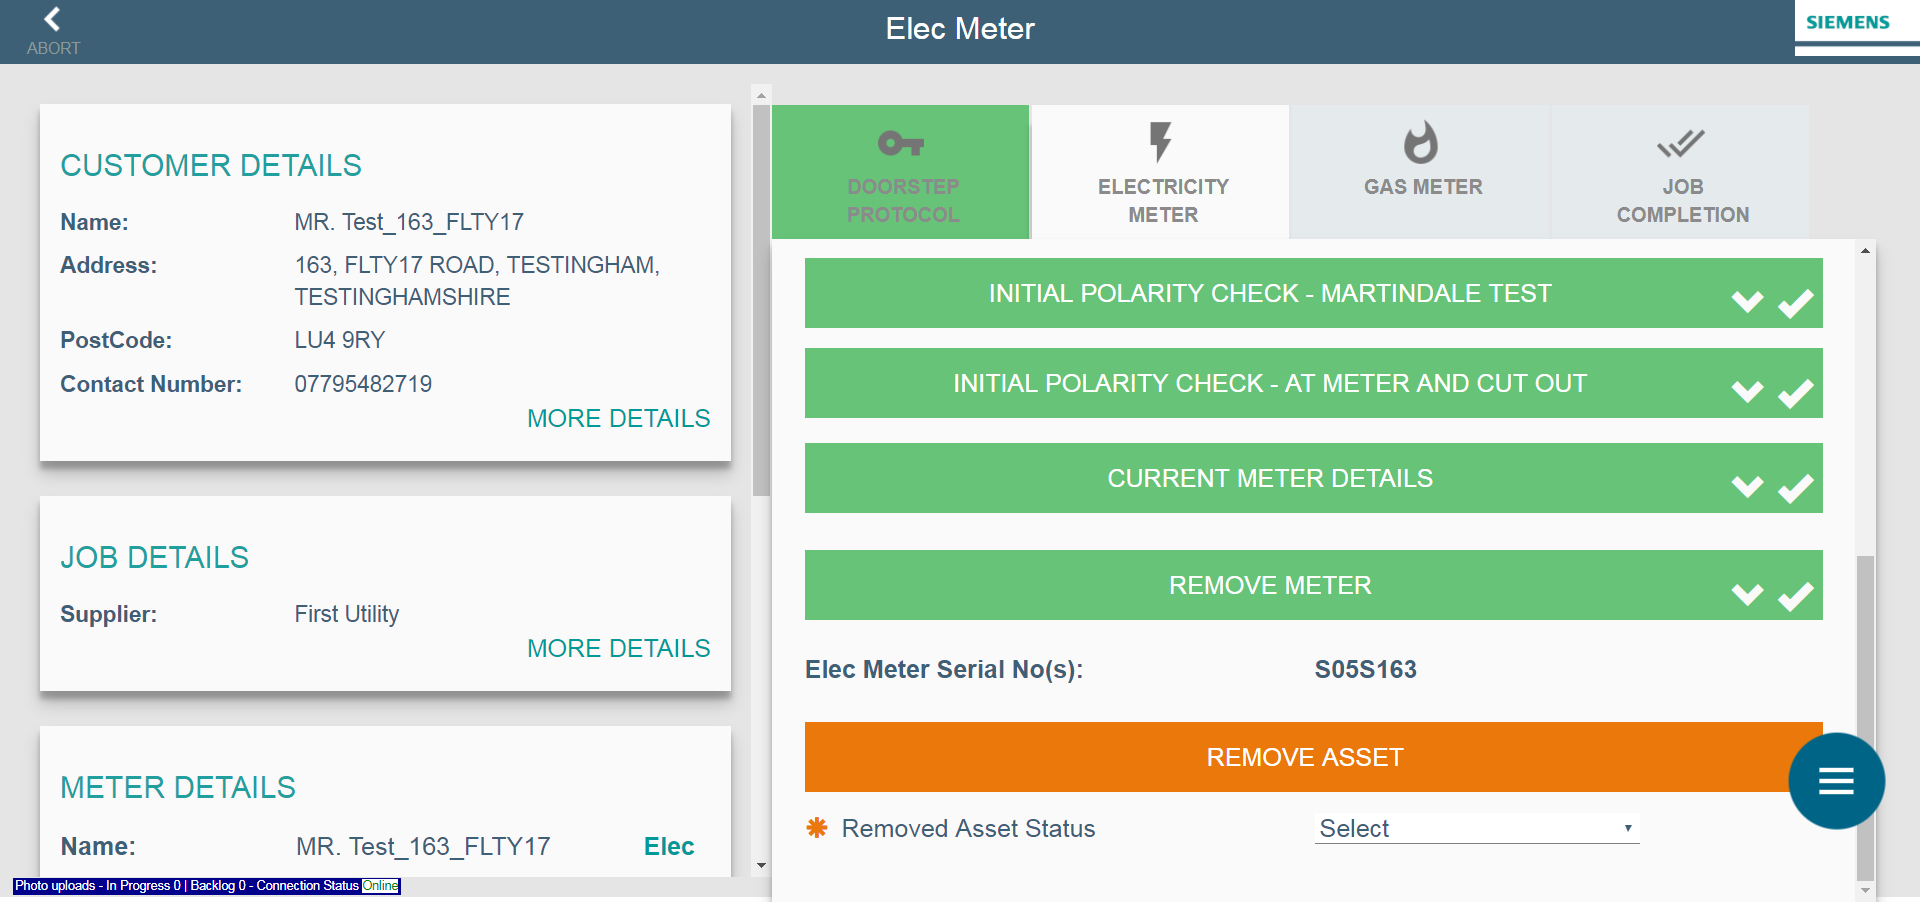 ABORT
Elec Meter
SIEMENS
CUSTOMER DETAILS
Name: MR. Test_163_FLTY17
Address: 163, FLTY17 ROAD, TESTINGHAM,
TESTINGHAMSHIRE
PostCode: LU4 9RY
Contact Number: 07795482719
MORE DETAILS
JOB DETAILS
Supplier: First Utility
MORE DETAILS
METER DETAILS
Name: MR. Test_163_FLTY17 Elec
Photo uploads - In Progress 0 | Backlog 0 - Connection Status Online
DOORSTEP
PROTOCOL
ELECTRICITY
METER
GAS METER
JOB
COMPLETION
INITIAL POLARITY CHECK - MARTINDALE TEST
INITIAL POLARITY CHECK - AT METER AND CUT OUT
CURRENT METER DETAILS
REMOVE METER
Elec Meter Serial No(s): S05S163
REMOVE ASSET
Removed Asset Status Select